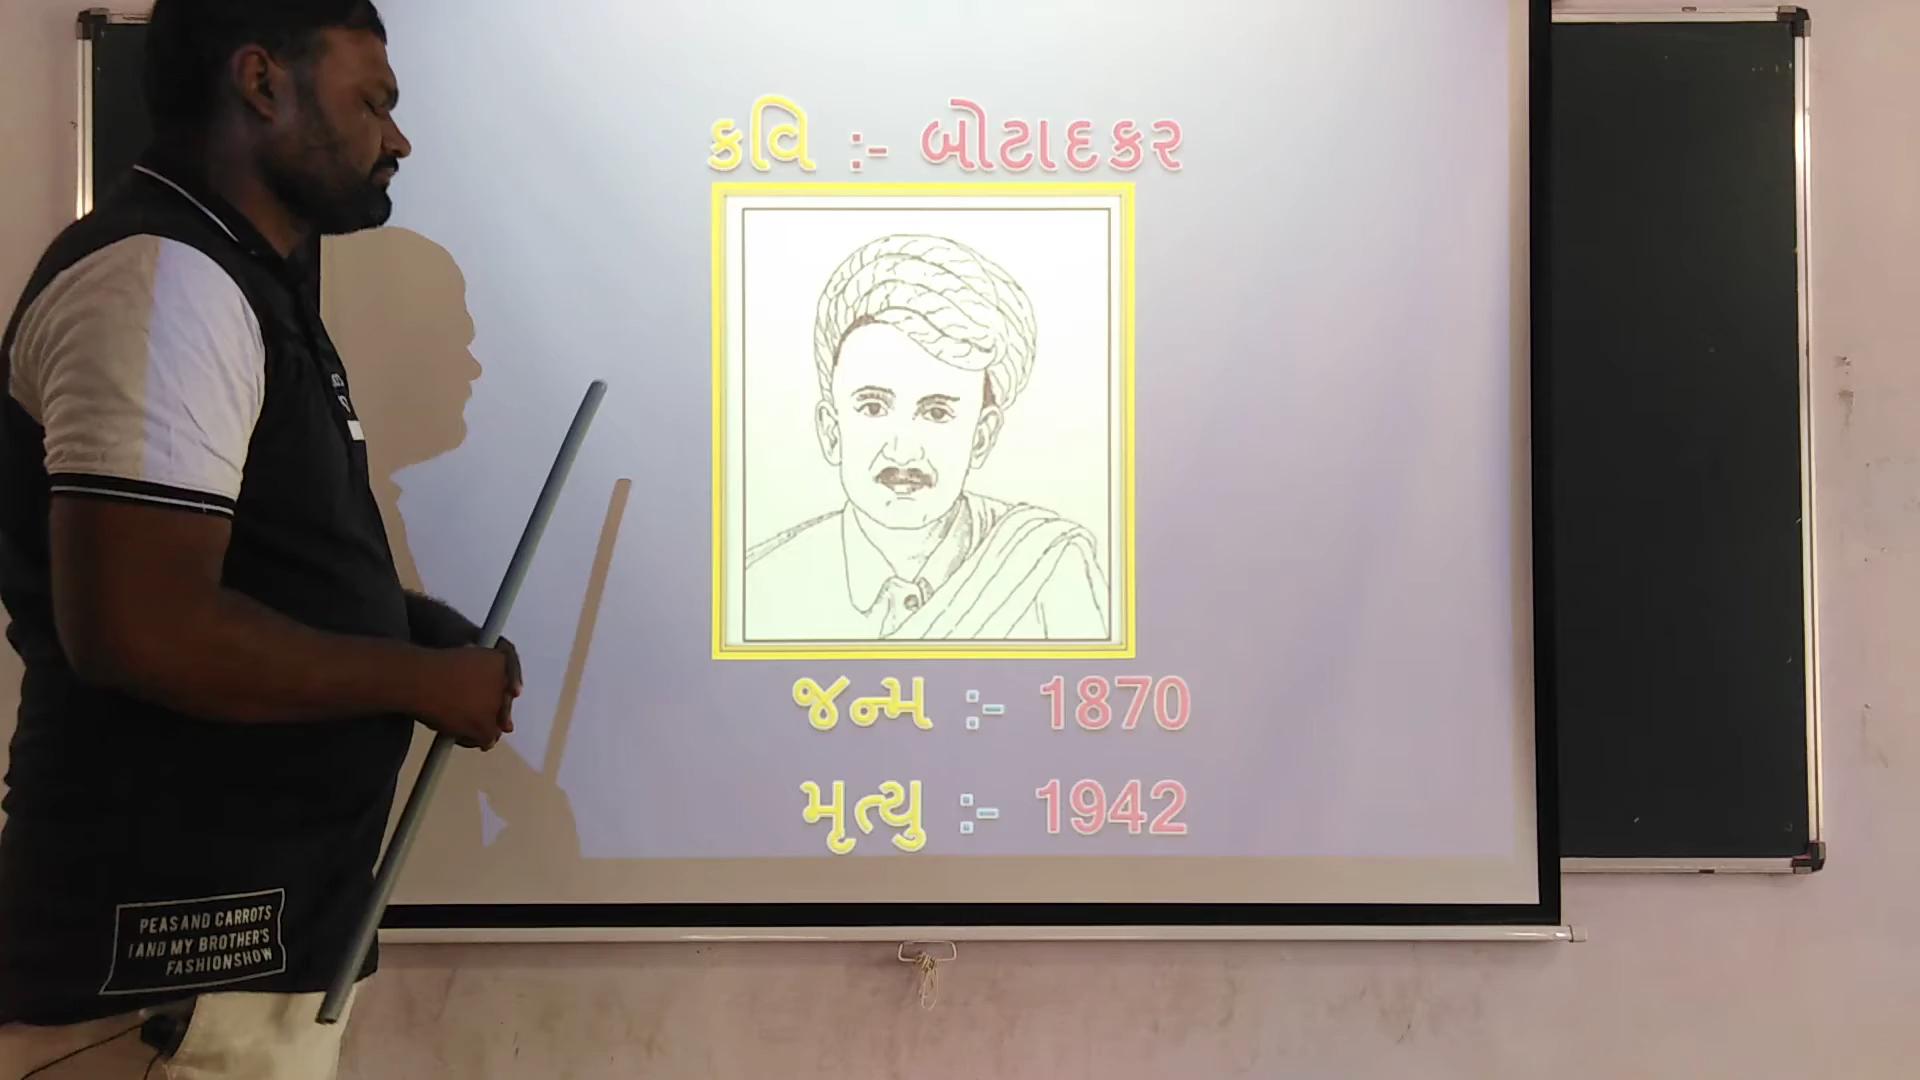 કવિ :- બોટાદકર
જન્મ :- 1870
મૃત્યુ :- 1942
PEAS AND CARROTS
I AND MY BROTHER'S
FASHIONSHOW